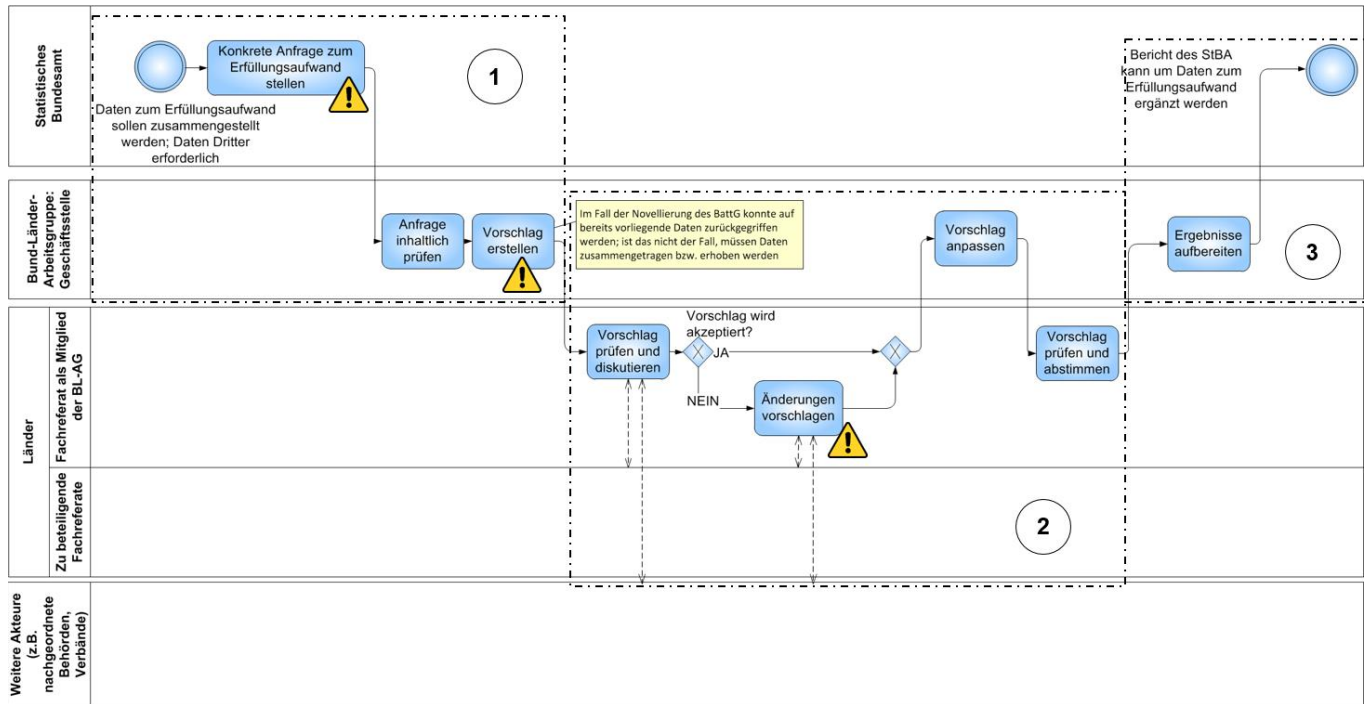 Statistisches
Bundesamt
Konkrete Anfrage zum
Erfüllungsaufwand
stellen
Daten zum Erfüllungsaufwand
sollen zusammengestellt
werden; Daten Dritter
erforderlich
1
Bericht des StBA
kann um Daten zum
Erfüllungsaufwand
ergänzt werden
Bund-Länder-
Arbeitsgruppe:
Geschäftsstelle
Anfrage
inhaltlich
prüfen
Vorschlag
erstellen
Im Fall der Novellierung des BattG konnte auf
bereits vorliegende Daten zurückgegriffen
werden; ist das nicht der Fall, müssen Daten
zusammengetragen bzw. erhoben werden
Vorschlag
anpassen
Ergebnisse
aufbereiten
3
Länder
Fachreferat als Mitglied
der BL-AG
Vorschlag
prüfen und
diskutieren
Vorschlag wird
akzeptiert?
JA
NEIN
Änderungen
vorschlagen
Vorschlag
prüfen und
abstimmen
Zu beteiligende
Fachreferate
2
Weitere Akteure
(z.B.
nachgeordnete
Behörden,
Verbände)